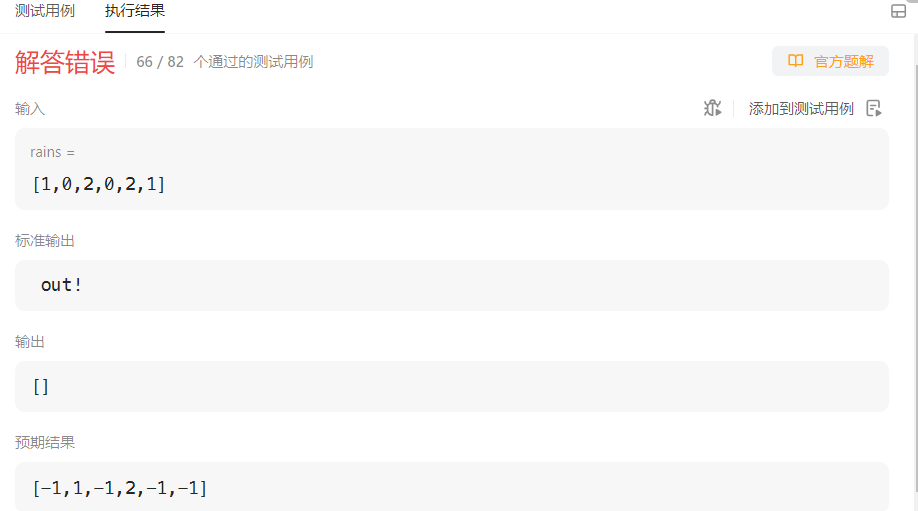 测试用例 执行结果
解答错误 66 / 82 个通过的测试用例 官方题解
输入 添加到测试用例
rains =
[1,0,2,0,2,1]
标准输出
out!
输出
[]
预期结果
[-1,1,-1,2,-1,-1]